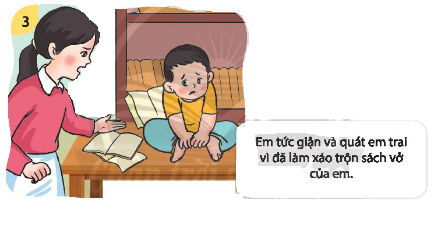 3
Em tức giận và quát em trai
vì đã làm xáo trộn sách vở
của em.